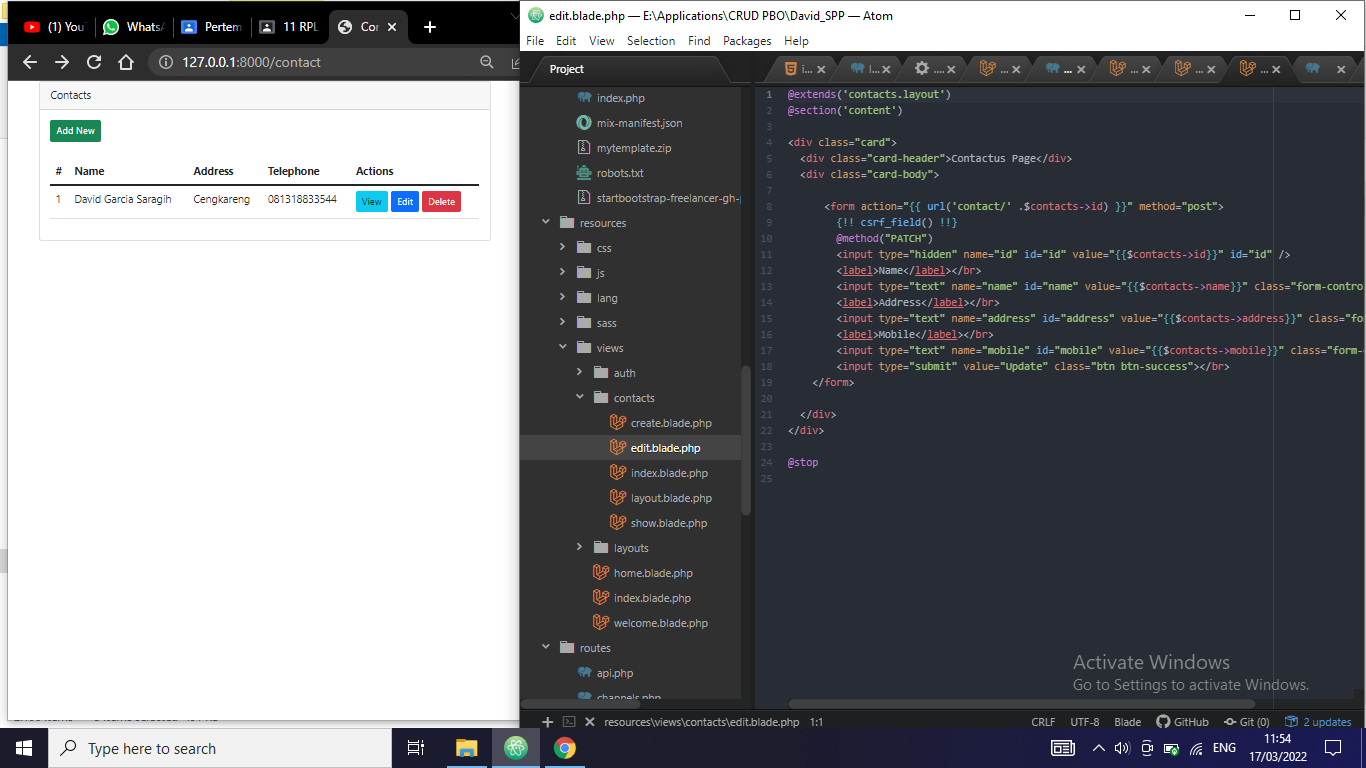 (1) You
WhatsA
Pertem
11 RPL
Cor
127.0.0.1:8000/contact
Contacts
Add New
# Name Address Telephone Actions
1 David Garcia Saragih Cengkareng 081318833544 View Edit Delete
edit.blade.php — E:\Applications\CRUD PBO\David_SPP — Atom
File Edit View Selection Find Packages Help
Project
index.php
mix-manifest.json
mytemplate.zip
robots.txt
startbootstrap-freelancer-gh-
resources
css
js
lang
sass
views
auth
contacts
create.blade.php
edit.blade.php
index.blade.php
layout.blade.php
show.blade.php
layouts
home.blade.php
index.blade.php
welcome.blade.php
routes
api.php
channels.php
i... ×
I... ×
.... ×
... ×
... ×
... ×
... ×
... ×
1 @extends('contacts.layout')
2 @section('content')
3
4 <div class="card">
5 <div class="card-header">Contactus Page</div>
6 <div class="card-body">
7
8 <form action="{{ url('contact/' .$contacts->id) }}" method="post">
9 {!! csrf_field() !!}
10 @method("PATCH")
11 <input type="hidden" name="id" id="id" value="{{$contacts->id}}" id="id" />
12 <label>Name</label></br>
13 <input type="text" name="name" id="name" value="{{$contacts->name}}" class="form-contro
14 <label>Address</label></br>
15 <input type="text" name="address" id="address" value="{{$contacts->address}}" class="fo
16 <label>Mobile</label></br>
17 <input type="text" name="mobile" id="mobile" value="{{$contacts->mobile}}" class="form-
18 <input type="submit" value="Update" class="btn btn-success"></br>
19 </form>
20
21 </div>
22 </div>
23
24 @stop
25
Activate Windows
Go to Settings to activate Windows.
resources\views\contacts\edit.blade.php 1:1 CRLF UTF-8 Blade GitHub Git (0) 2 updates
Type here to search
ENG
11:54
17/03/2022